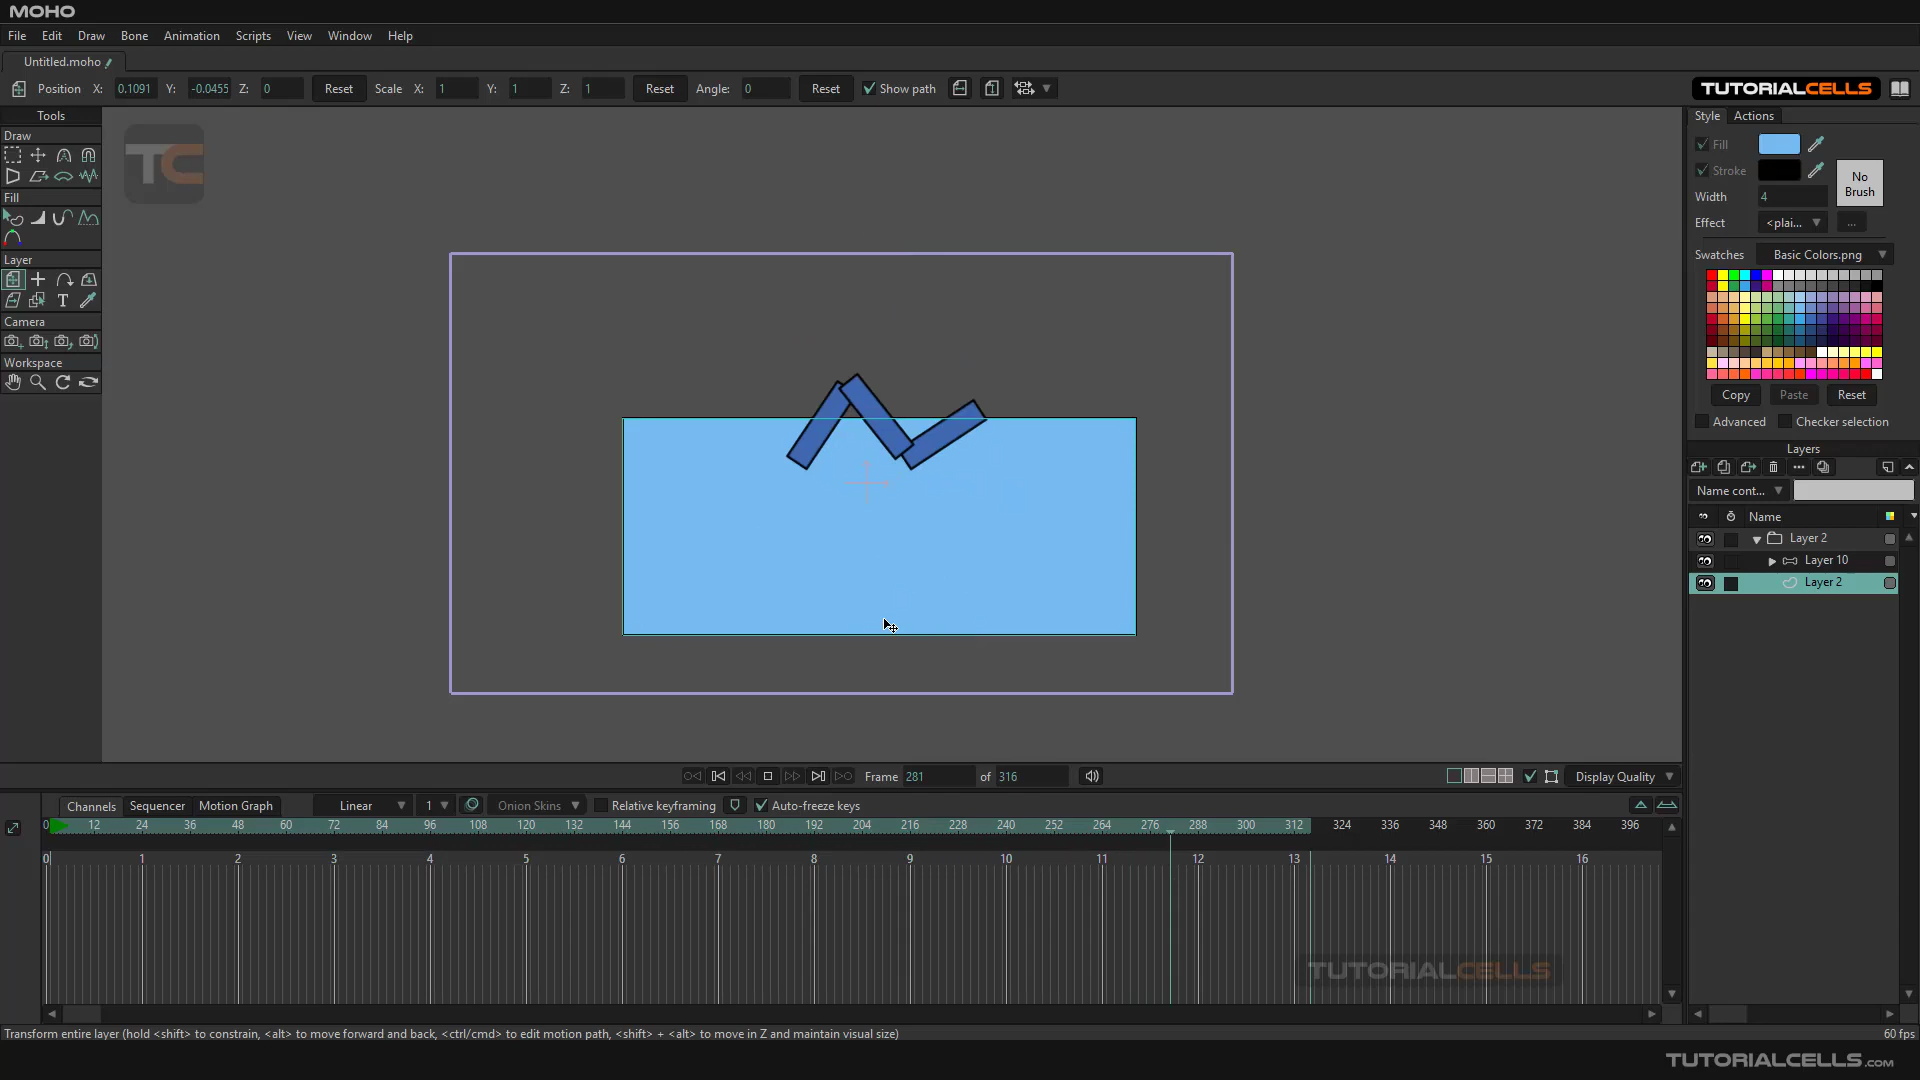 MOHO
File Edit Draw Bone Animation Scripts View Window Help
Untitled.moho
Position X: 0.1091 Y: -0.0455 Z: 0 Reset Scale X: 1 Y: 1 Z: 1 Reset Angle: 0 Reset Show path
TUTORIALCELLS
Tools
Draw
Fill
Layer
T
Camera
Workspace
TC
Style Actions
Fill
Stroke
No
Brush
Width 4
Effect <plai... ...
Swatches Basic Colors.png
Copy Paste Reset
Advanced Checker selection
Layers
Name cont...
Name
Layer 2
Layer 10
Layer 2
Frame 281 of 316
Display Quality
Channels Sequencer Motion Graph Linear 1 Onion Skins Relative keyframing Auto-freeze keys
0 12 24 36 48 60 72 84 96 108 120 132 144 156 168 180 192 204 216 228 240 252 264 276 288 300 312 324 336 348 360 372 384 396
0 1 2 3 4 5 6 7 8 9 10 11 12 13 14 15 16
TUTORIALCELLS
Transform entire layer (hold <shift> to constrain, <alt> to move forward and back, <ctrl/cmd> to edit motion path, <shift> + <alt> to move in Z and maintain visual size)
60 fps
TUTORIALCELLS.com